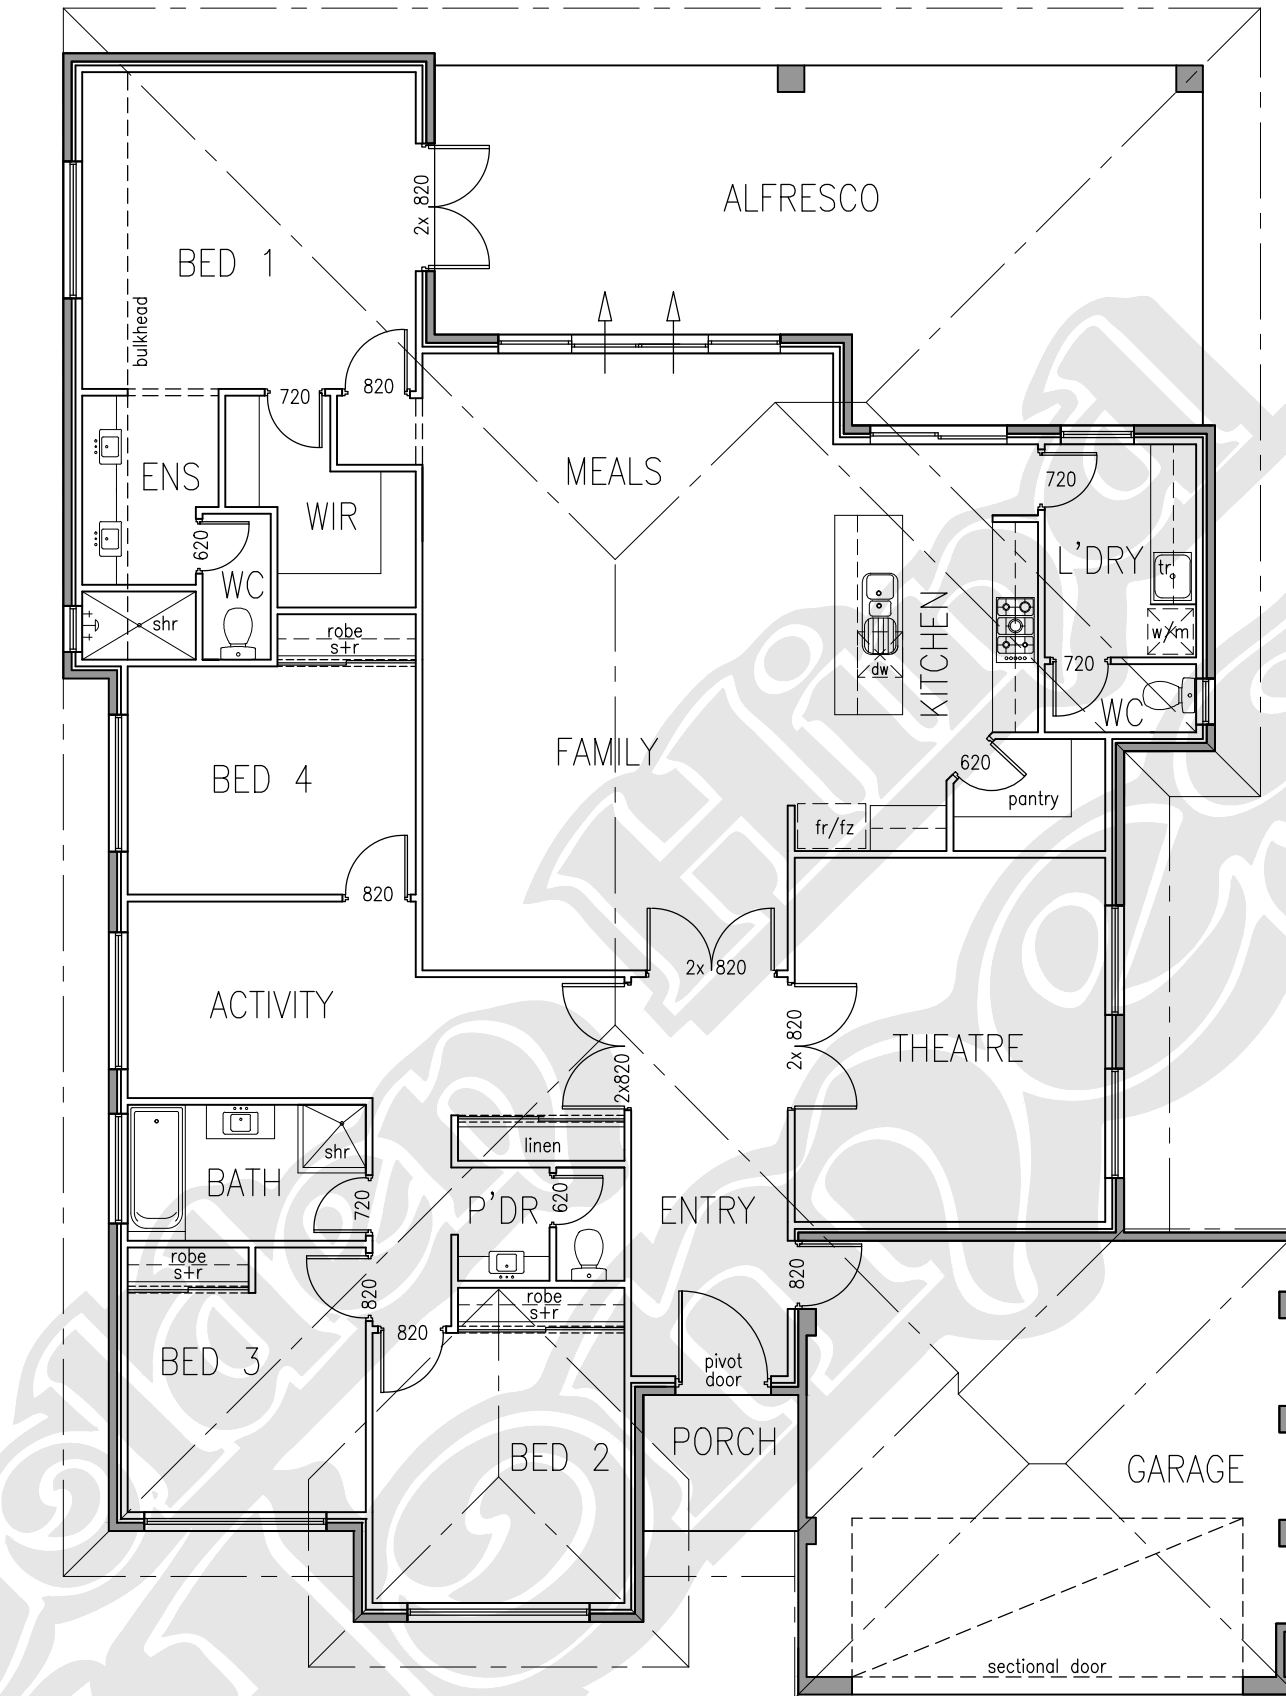 ALFRESCO
2x 820
BED 1
bulkhead
720
820
MEALS
ENS
WIR
620
WC
shr
720
L'DRY
tr
w/m
720
WC
KITCHEN
dw
robe
s+r
FAMILY
BED 4
620
pantry
fr/fz
820
2x 820
ACTIVITY
2x820
2x 820
THEATRE
shr
linen
BATH
720
P'DR
620
ENTRY
robe
s+r
820
820
robe
s+r
820
BED 3
pivot
door
BED 2
PORCH
GARAGE
sectional door